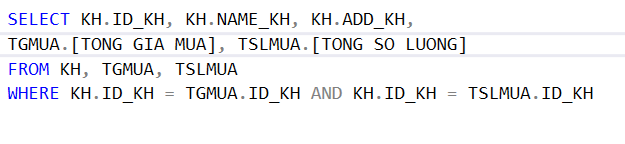 SELECT KH.ID_KH, KH.NAME_KH, KH.ADD_KH,
TGMUA.[TONG GIA MUA], TSLMUA.[TONG SO LUONG]
FROM KH, TGMUA, TSLMUA
WHERE KH.ID_KH = TGMUA.ID_KH AND KH.ID_KH = TSLMUA.ID_KH